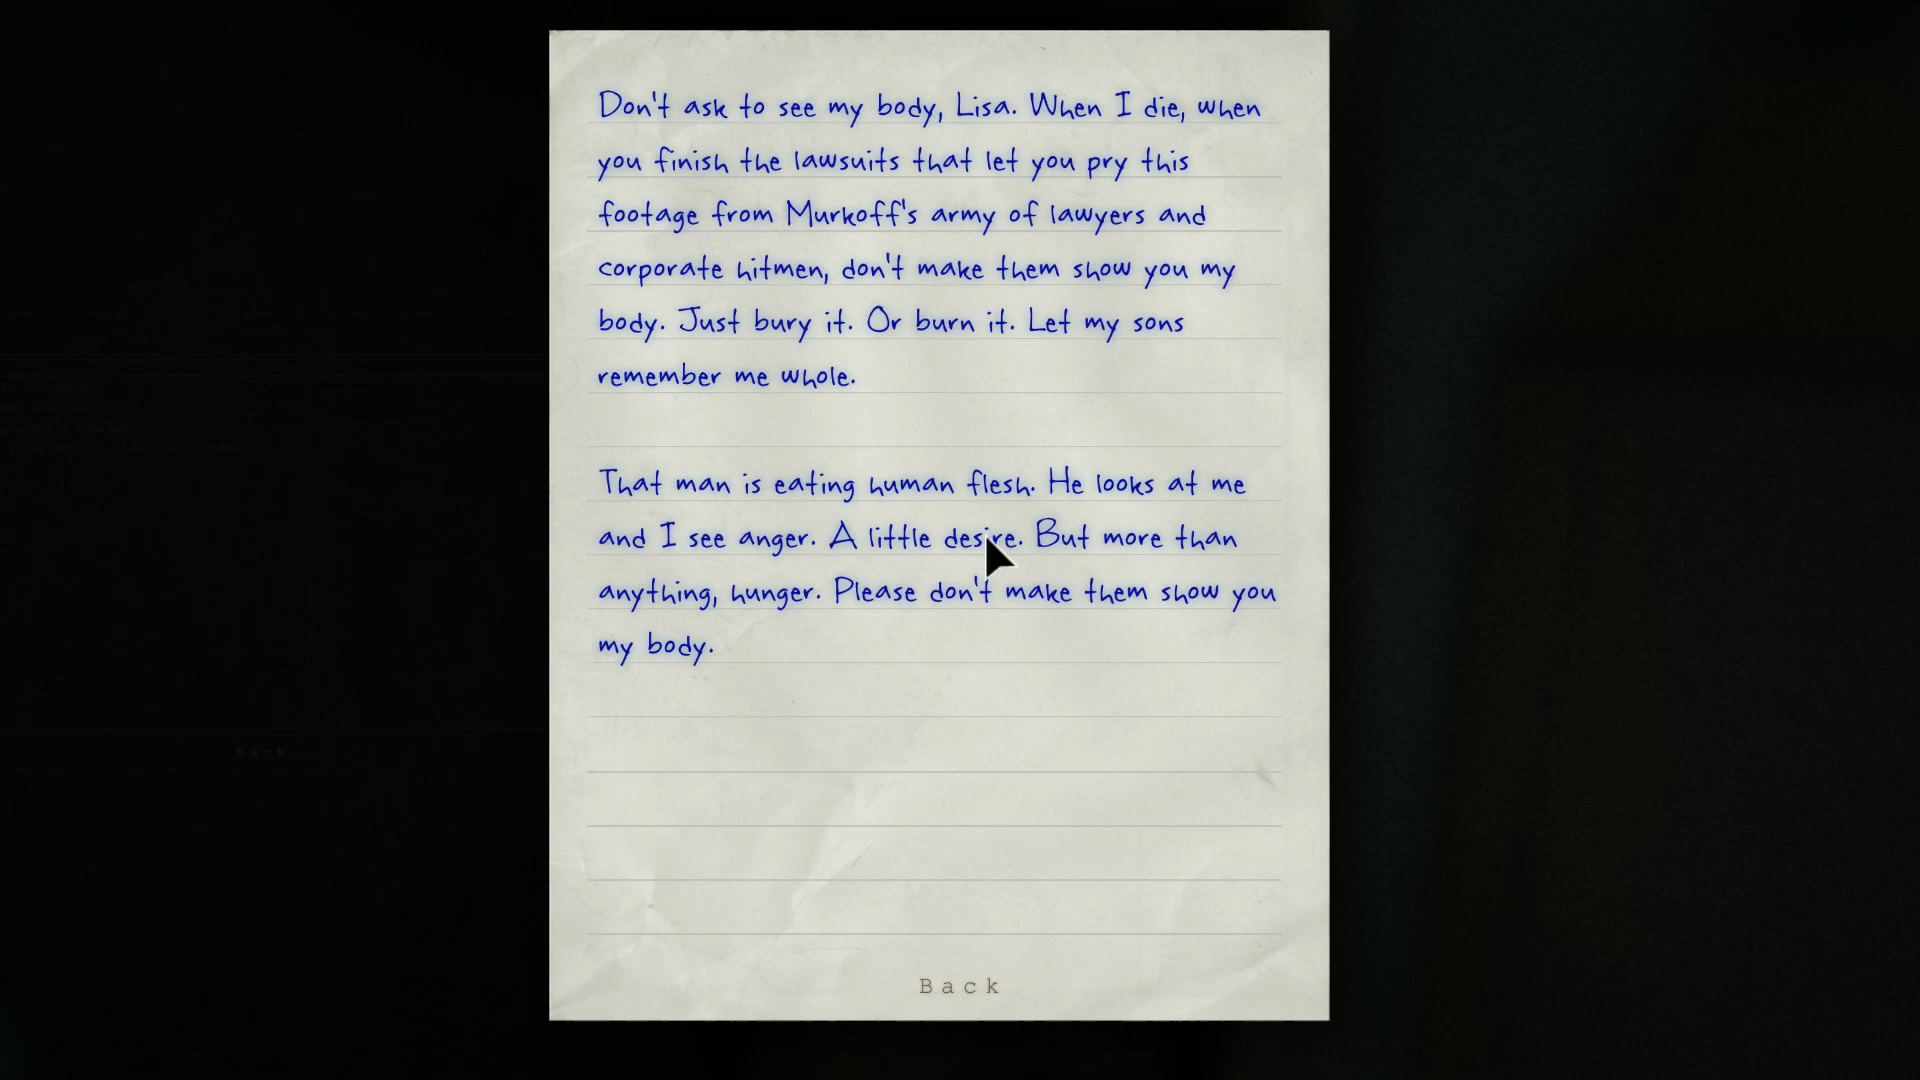 Don't ask to see my body, Lisa. When I die, when
you finish the lawsuits that let you pry this
footage from Murkoff's army of lawyers and
corporate hitmen, don't make them show you my
body. Just bury it. Or burn it. Let my sons
remember me whole.
That man is eating human flesh. He looks at me
and I see anger. A little desire. But more than
anything, hunger. Please don't make them show you
my body.
Back
Back